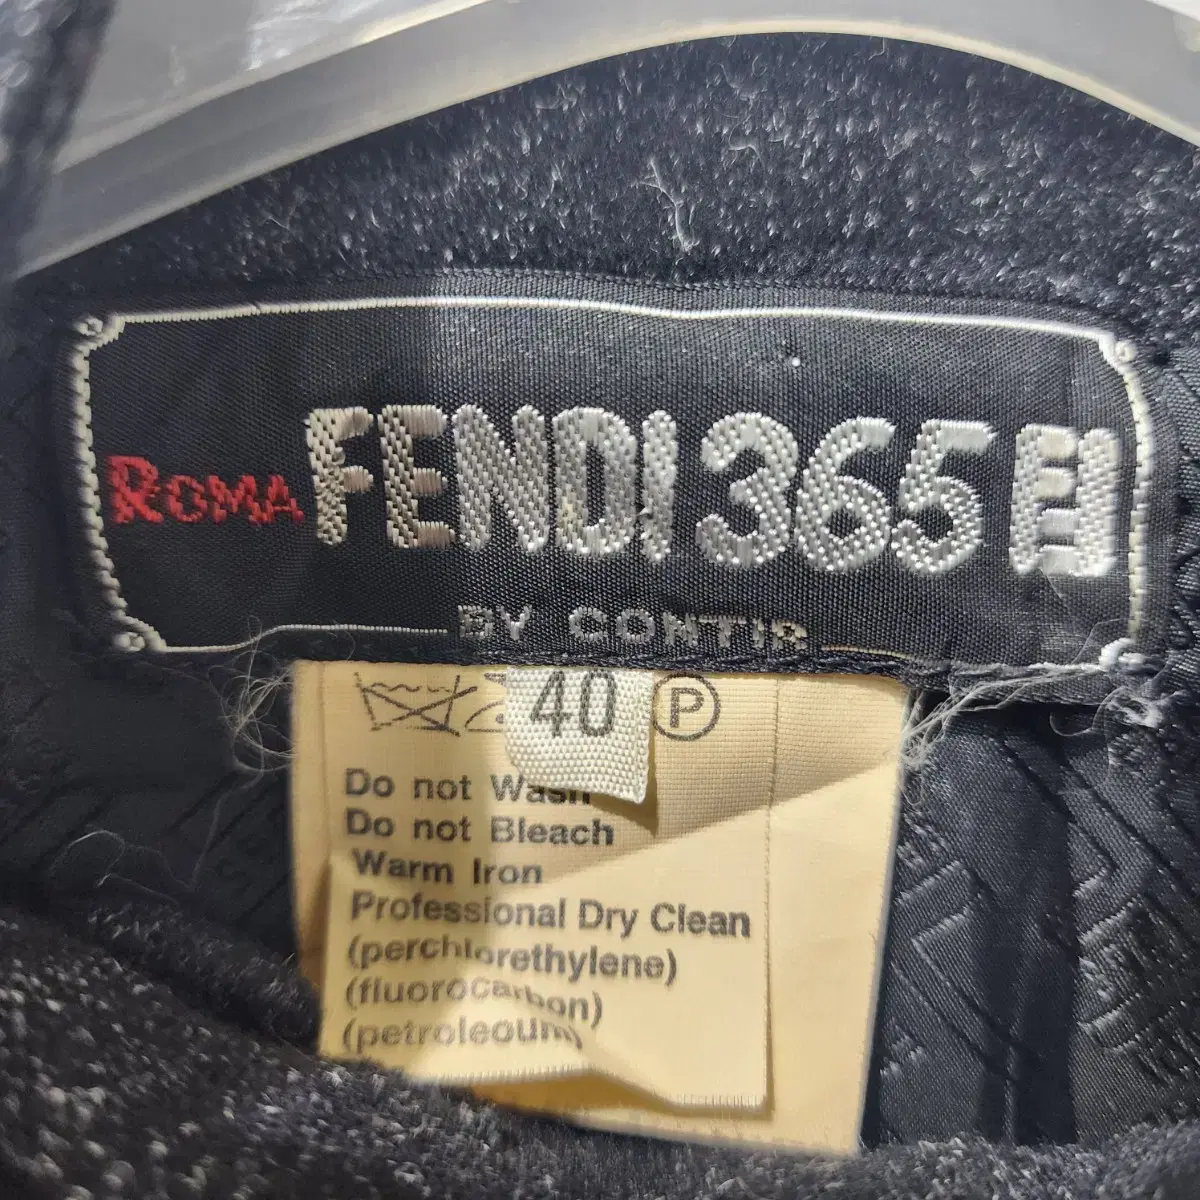 ROMA FENDI 365
BY CONTIR
40 P
Do not Wash
Do not Bleach
Warm Iron
Professional Dry Clean
(perchlorethylene)
(fluorocarbon)
(petroleoum)